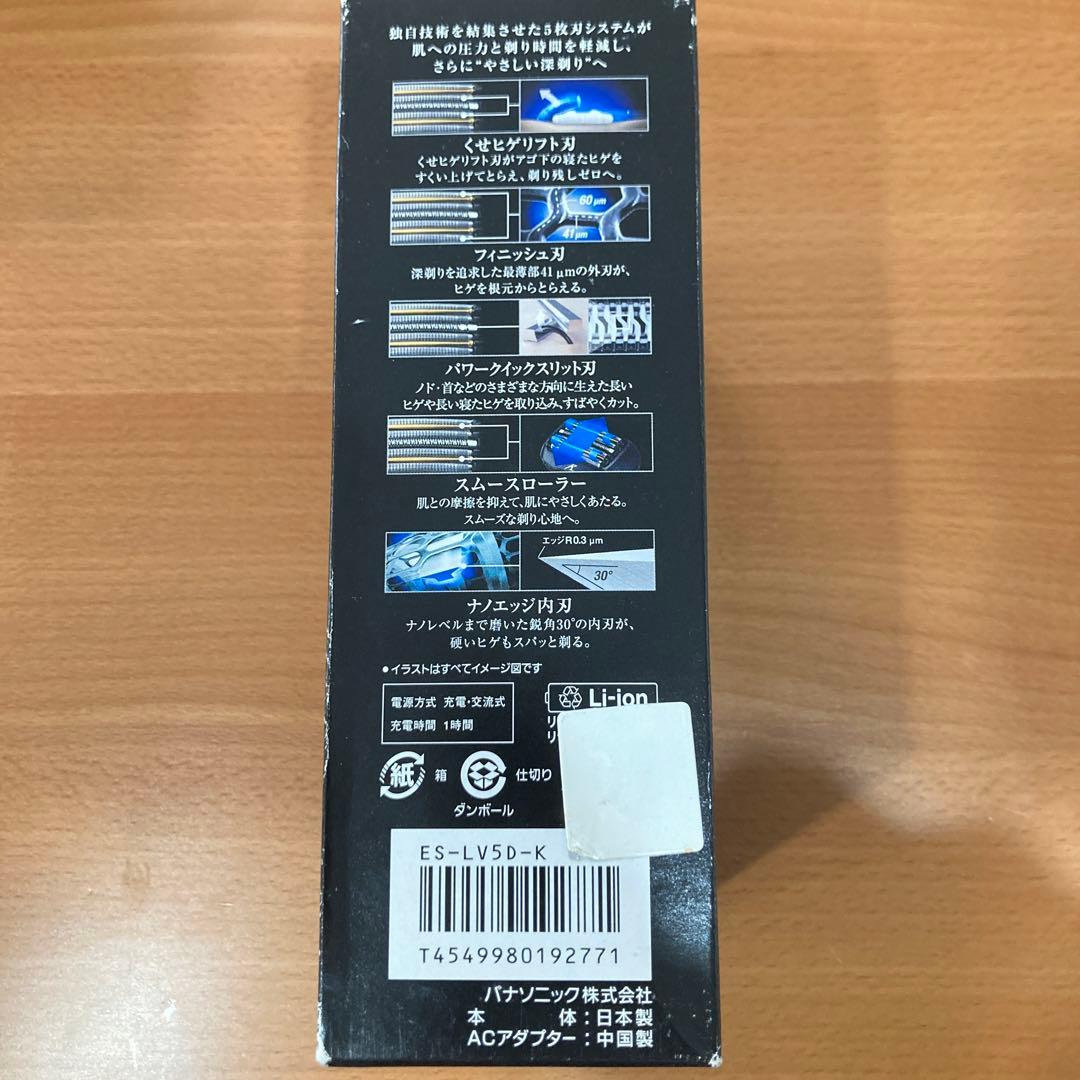 独自技術を結集させた5枚刃システムが
肌への圧力と剃り時間を軽減し、
さらに"やさしい深剃り"へ
くせヒゲリフト刃
くせヒゲリフト刃がアゴ下の寝たヒゲを
すくい上げてとらえ、剃り残しゼロへ。
60μm
41μm
フィニッシュ刃
深剃りを追求した最薄部41μmの外刃が、
ヒゲを根元からとらえる。
パワークイックスリット刃
ノド・首などのさまざまな方向に生えた長い
ヒゲや長い寝たヒゲを取り込み、すばやくカット。
スムースローラー
肌との摩擦を抑えて、肌にやさしくあたる。
スムーズな剃り心地へ。
エッジR0.3μm
30°
ナノエッジ内刃
ナノレベルまで磨いた鋭角30°の内刃が、
硬いヒゲもスパッと剃る。
●イラストはすべてイメージ図です
電源方式 充電・交流式
充電時間 1時間
Li-ion
リ
リ
紙 箱
仕切り
ダンボール
ES-LV5D-K
T4549980192771
パナソニック株式会社
本体:日本製
ACアダプター:中国製